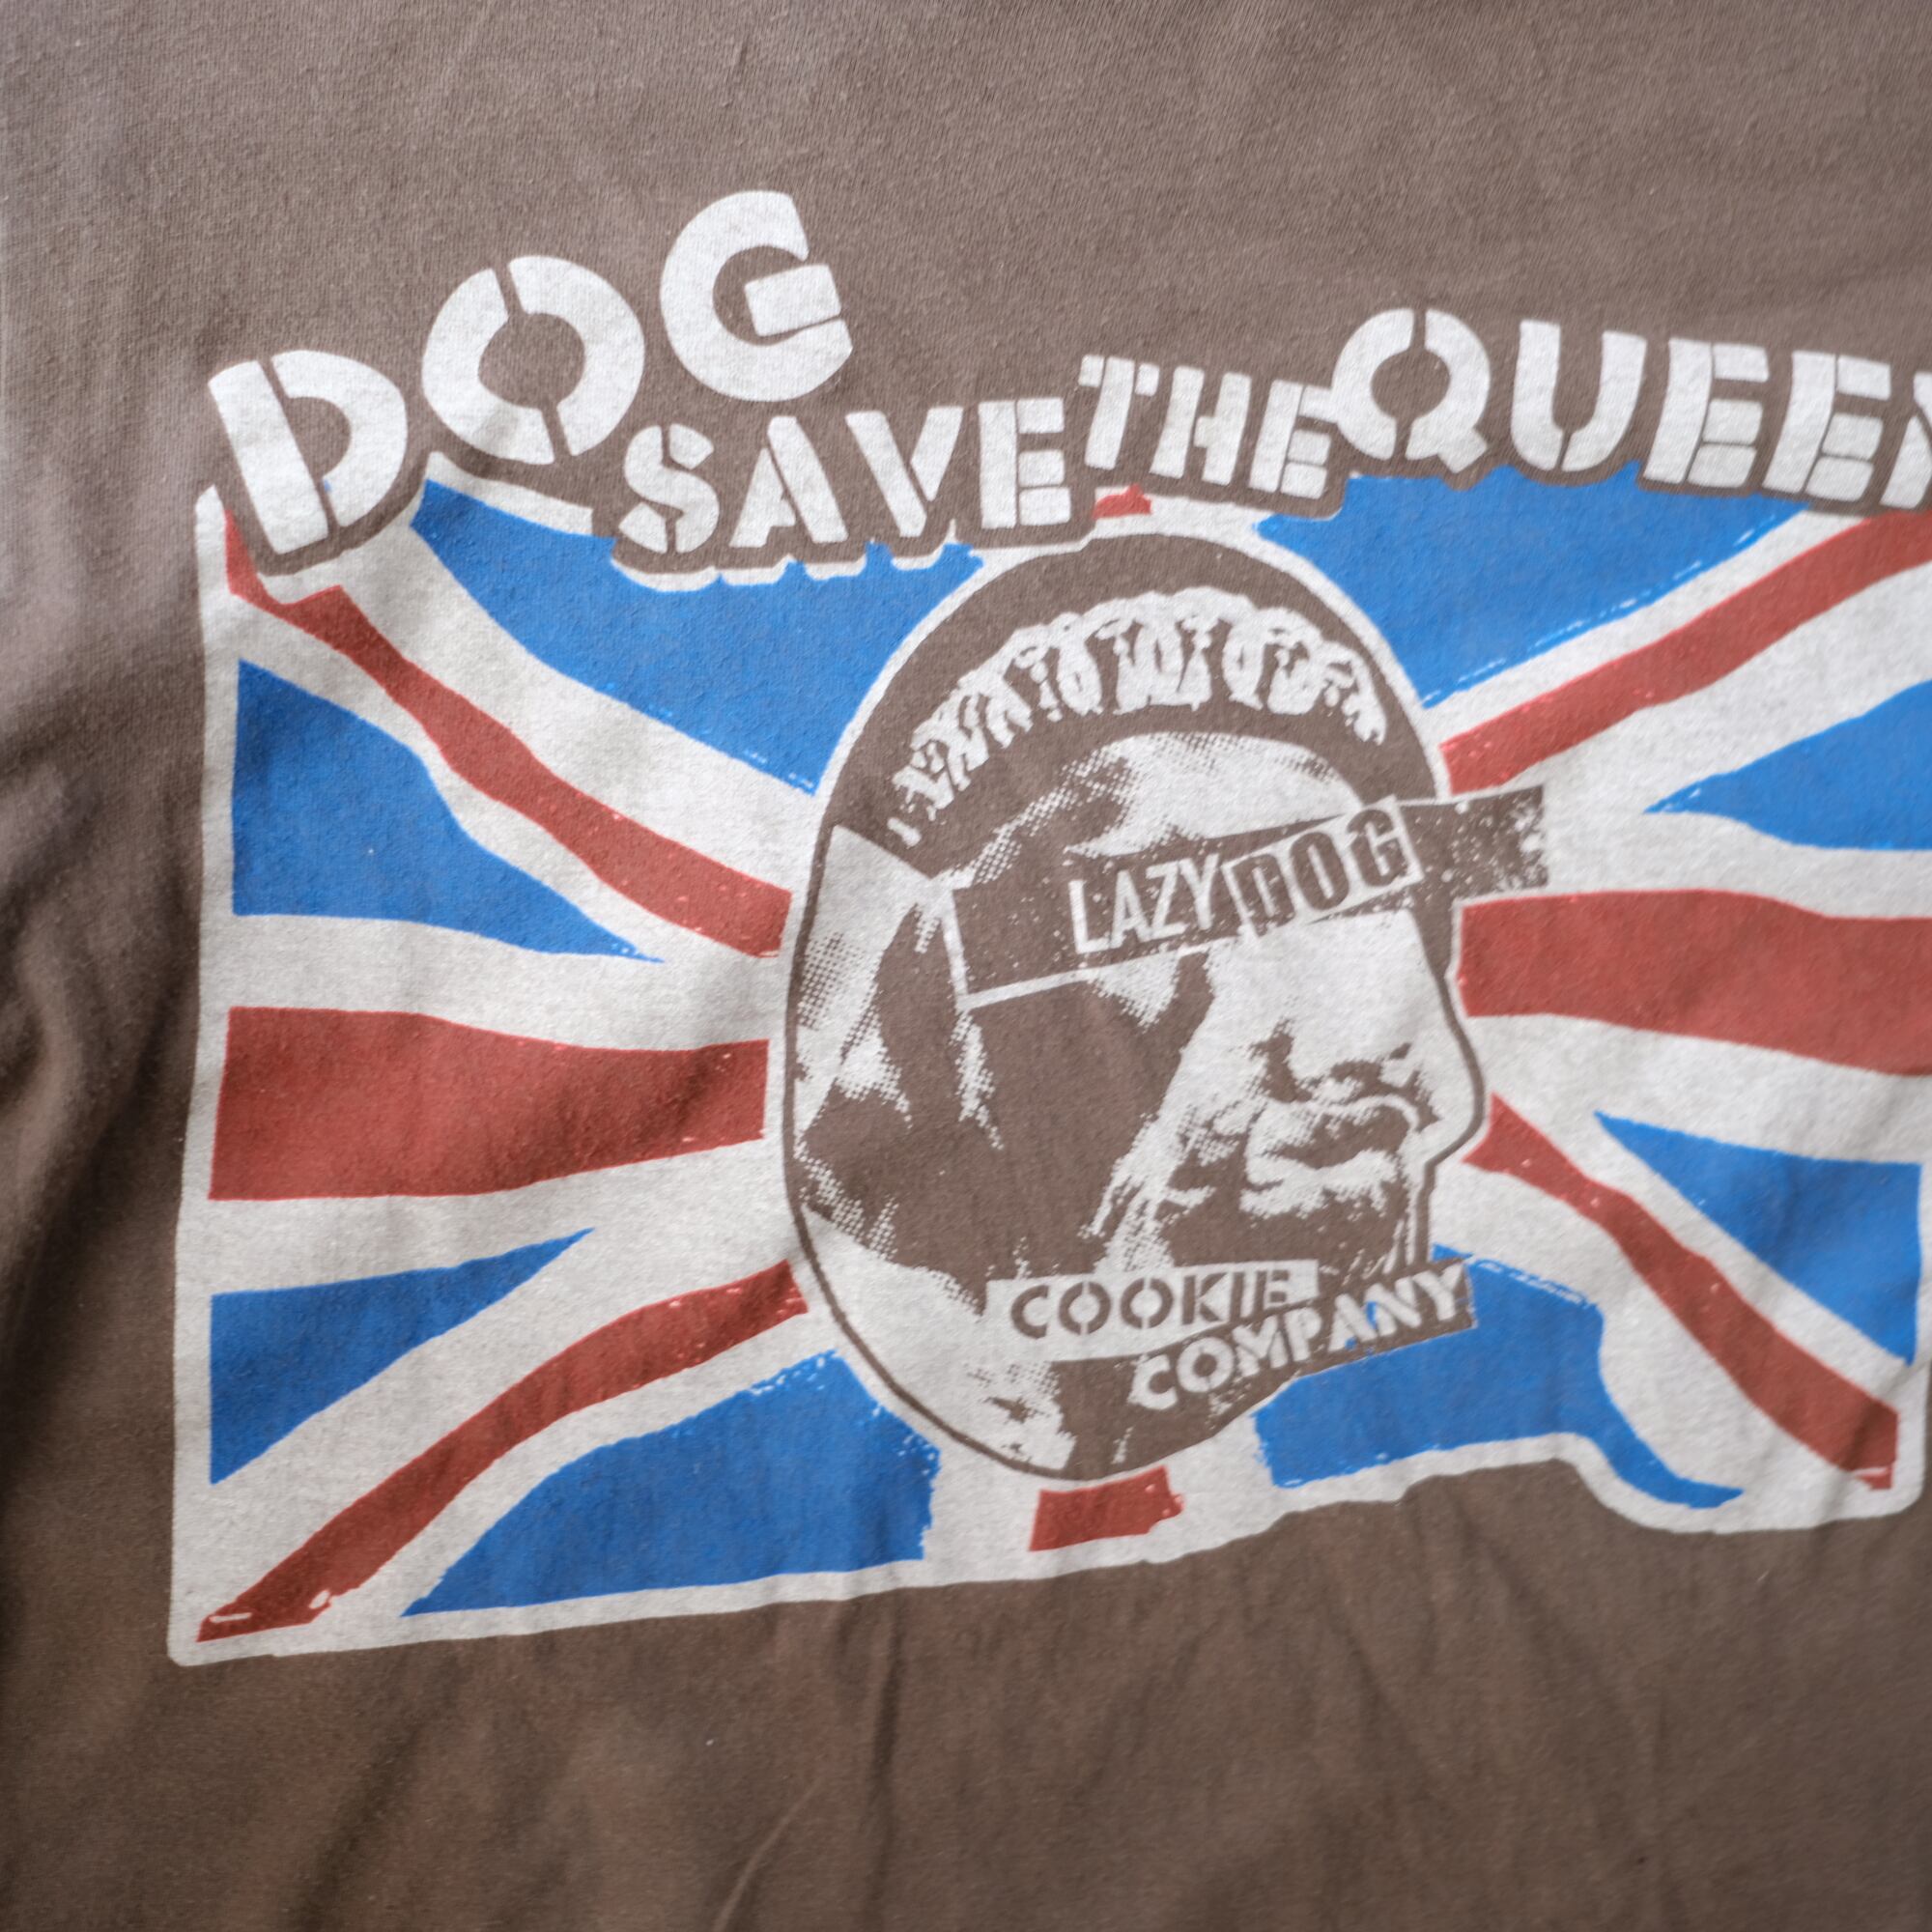 DOG SAVE THE QUEEN
LAZY DOG
COOKIE
COMPANY